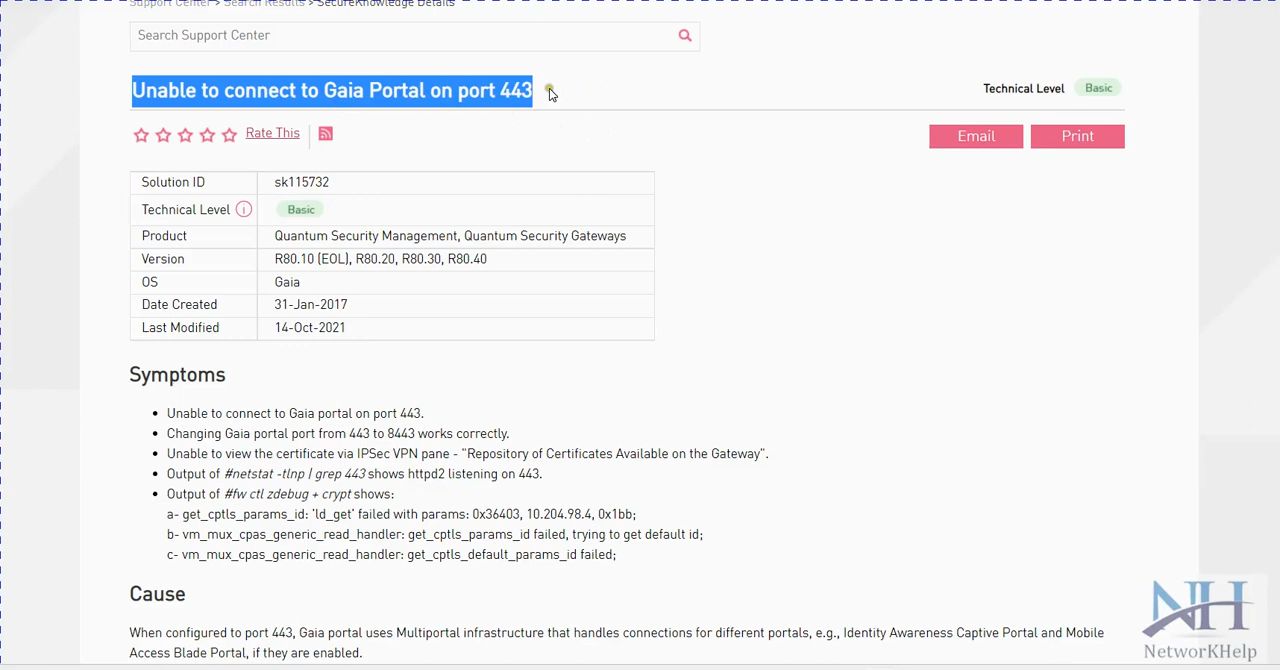 Support Center > Search Results > SecureKnowledge Details
Search Support Center
Unable to connect to Gaia Portal on port 443
Technical Level Basic
Rate This
Email Print
Solution ID sk115732
Technical Level Basic
Product Quantum Security Management, Quantum Security Gateways
Version R80.10 (EOL), R80.20, R80.30, R80.40
OS Gaia
Date Created 31-Jan-2017
Last Modified 14-Oct-2021
Symptoms
• Unable to connect to Gaia portal on port 443.
• Changing Gaia portal port from 443 to 8443 works correctly.
• Unable to view the certificate via IPSec VPN pane - "Repository of Certificates Available on the Gateway".
• Output of #netstat -tlnp | grep 443 shows httpd2 listening on 443.
• Output of #fw ctl zdebug + crypt shows:
a- get_cptls_params_id: 'ld_get' failed with params: 0x36403, 10.204.98.4, 0x1bb;
b- vm_mux_cpas_generic_read_handler: get_cptls_params_id failed, trying to get default id;
c- vm_mux_cpas_generic_read_handler: get_cptls_default_params_id failed;
Cause
When configured to port 443, Gaia portal uses Multiportal infrastructure that handles connections for different portals, e.g., Identity Awareness Captive Portal and Mobile
Access Blade Portal, if they are enabled.
NH
NetworKHelp